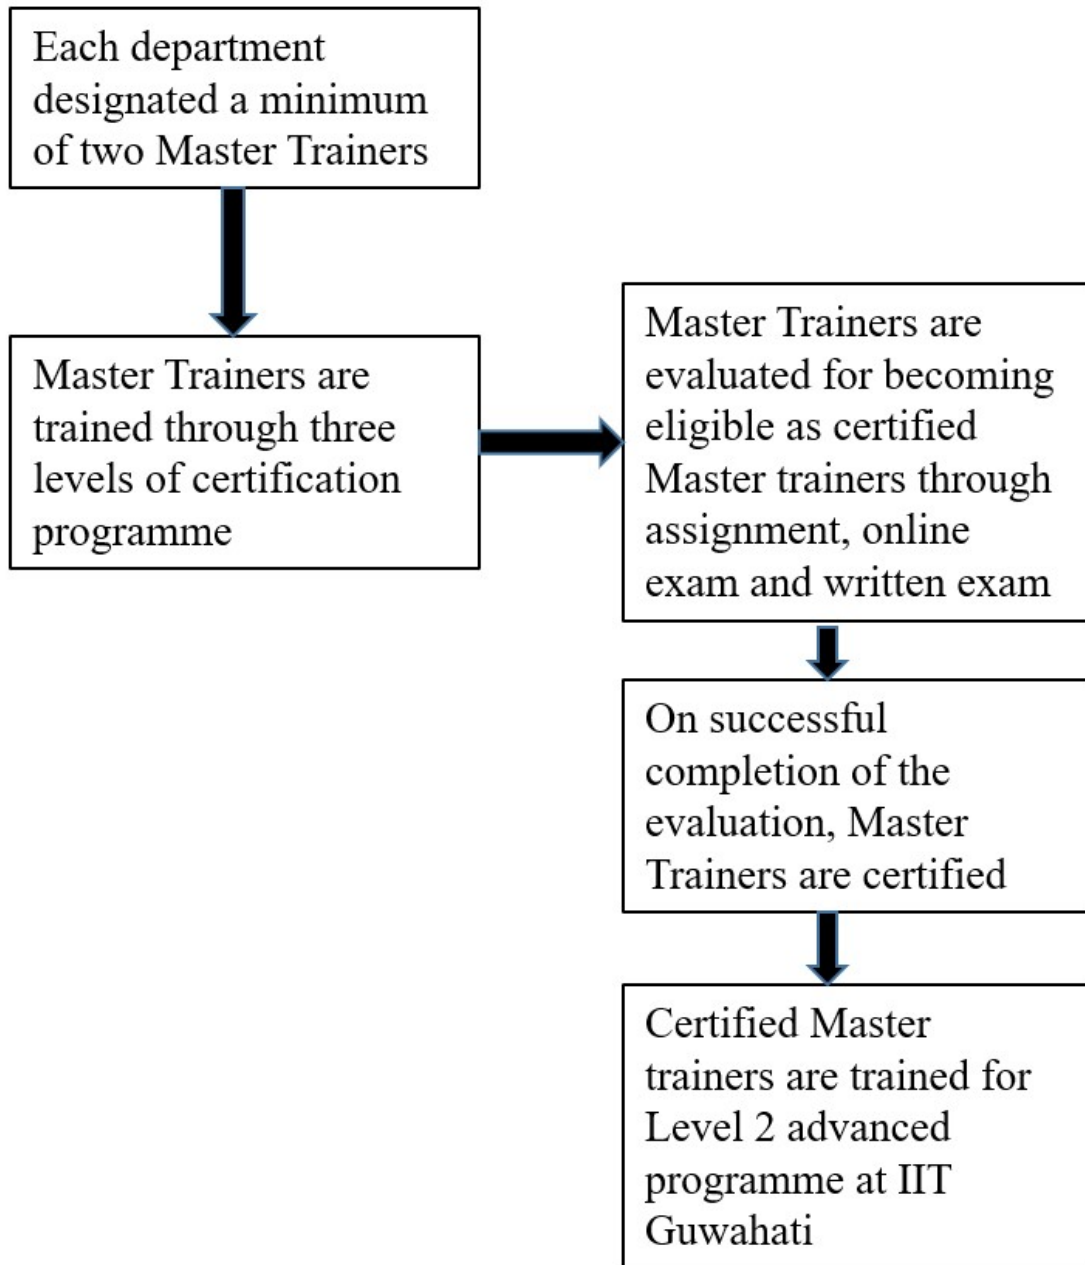 Each department
designated a minimum
of two Master Trainers
Master Trainers are
trained through three
levels of certification
programme
Master Trainers are
evaluated for becoming
eligible as certified
Master trainers through
assignment, online
exam and written exam
On successful
completion of the
evaluation, Master
Trainers are certified
Certified Master
trainers are trained for
Level 2 advanced
programme at IIT
Guwahati